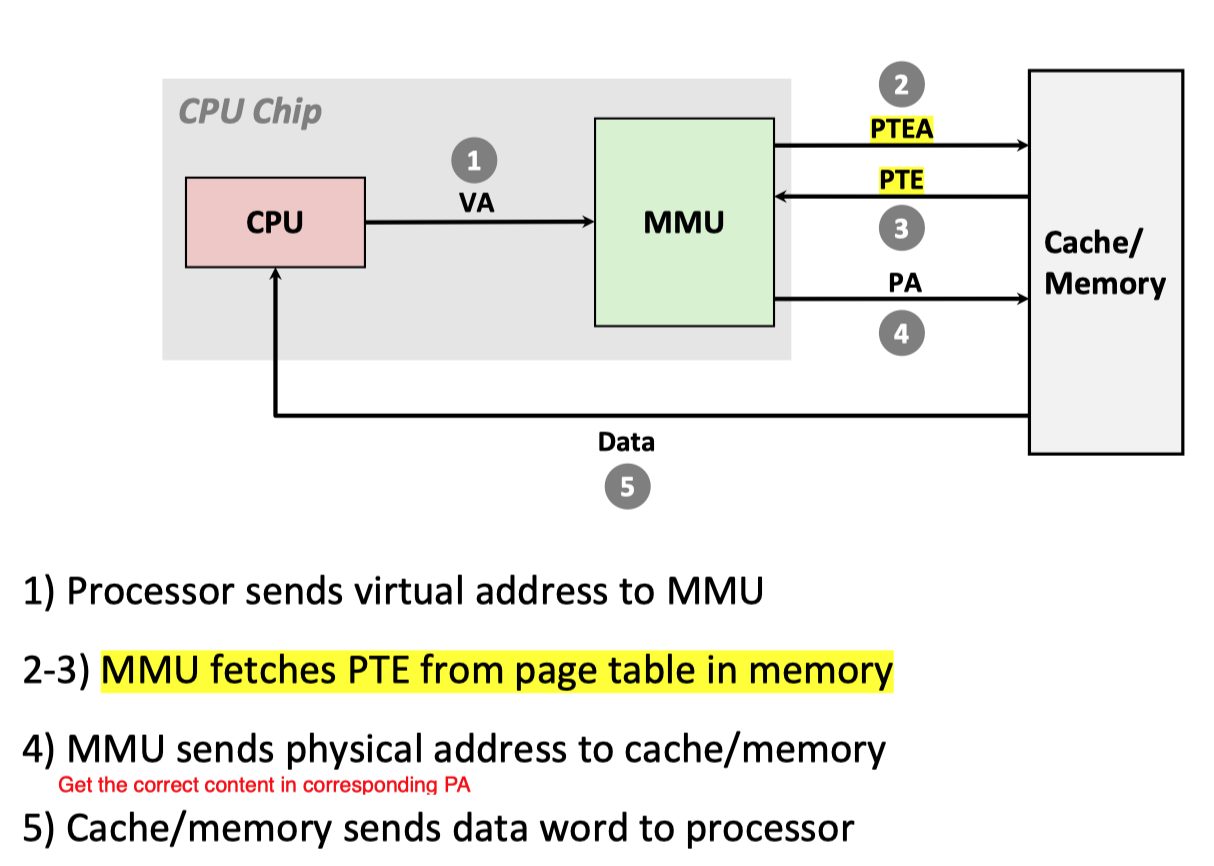 CPU Chip
2
PTEA
1
VA
PTE
CPU
MMU
3
Cache/
Memory
PA
4
Data
5
1) Processor sends virtual address to MMU
2-3) MMU fetches PTE from page table in memory
4) MMU sends physical address to cache/memory
Get the correct content in corresponding PA
5) Cache/memory sends data word to processor